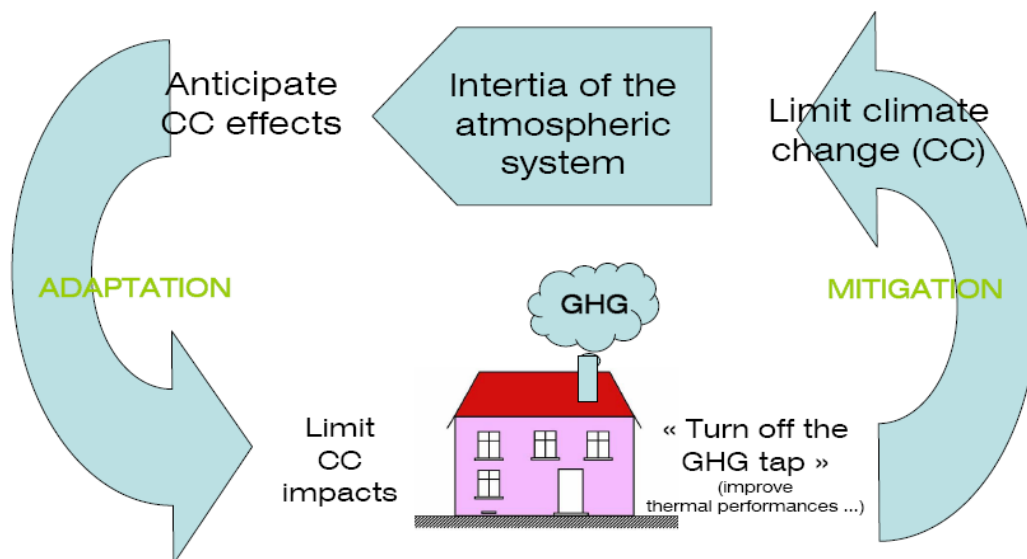 Anticipate
CC effects
Intertia of the
atmospheric
system
Limit climate
change (CC)
ADAPTATION
GHG
MITIGATION
Limit
CC
impacts
« Turn off the
GHG tap »
(improve
thermal performances ...)